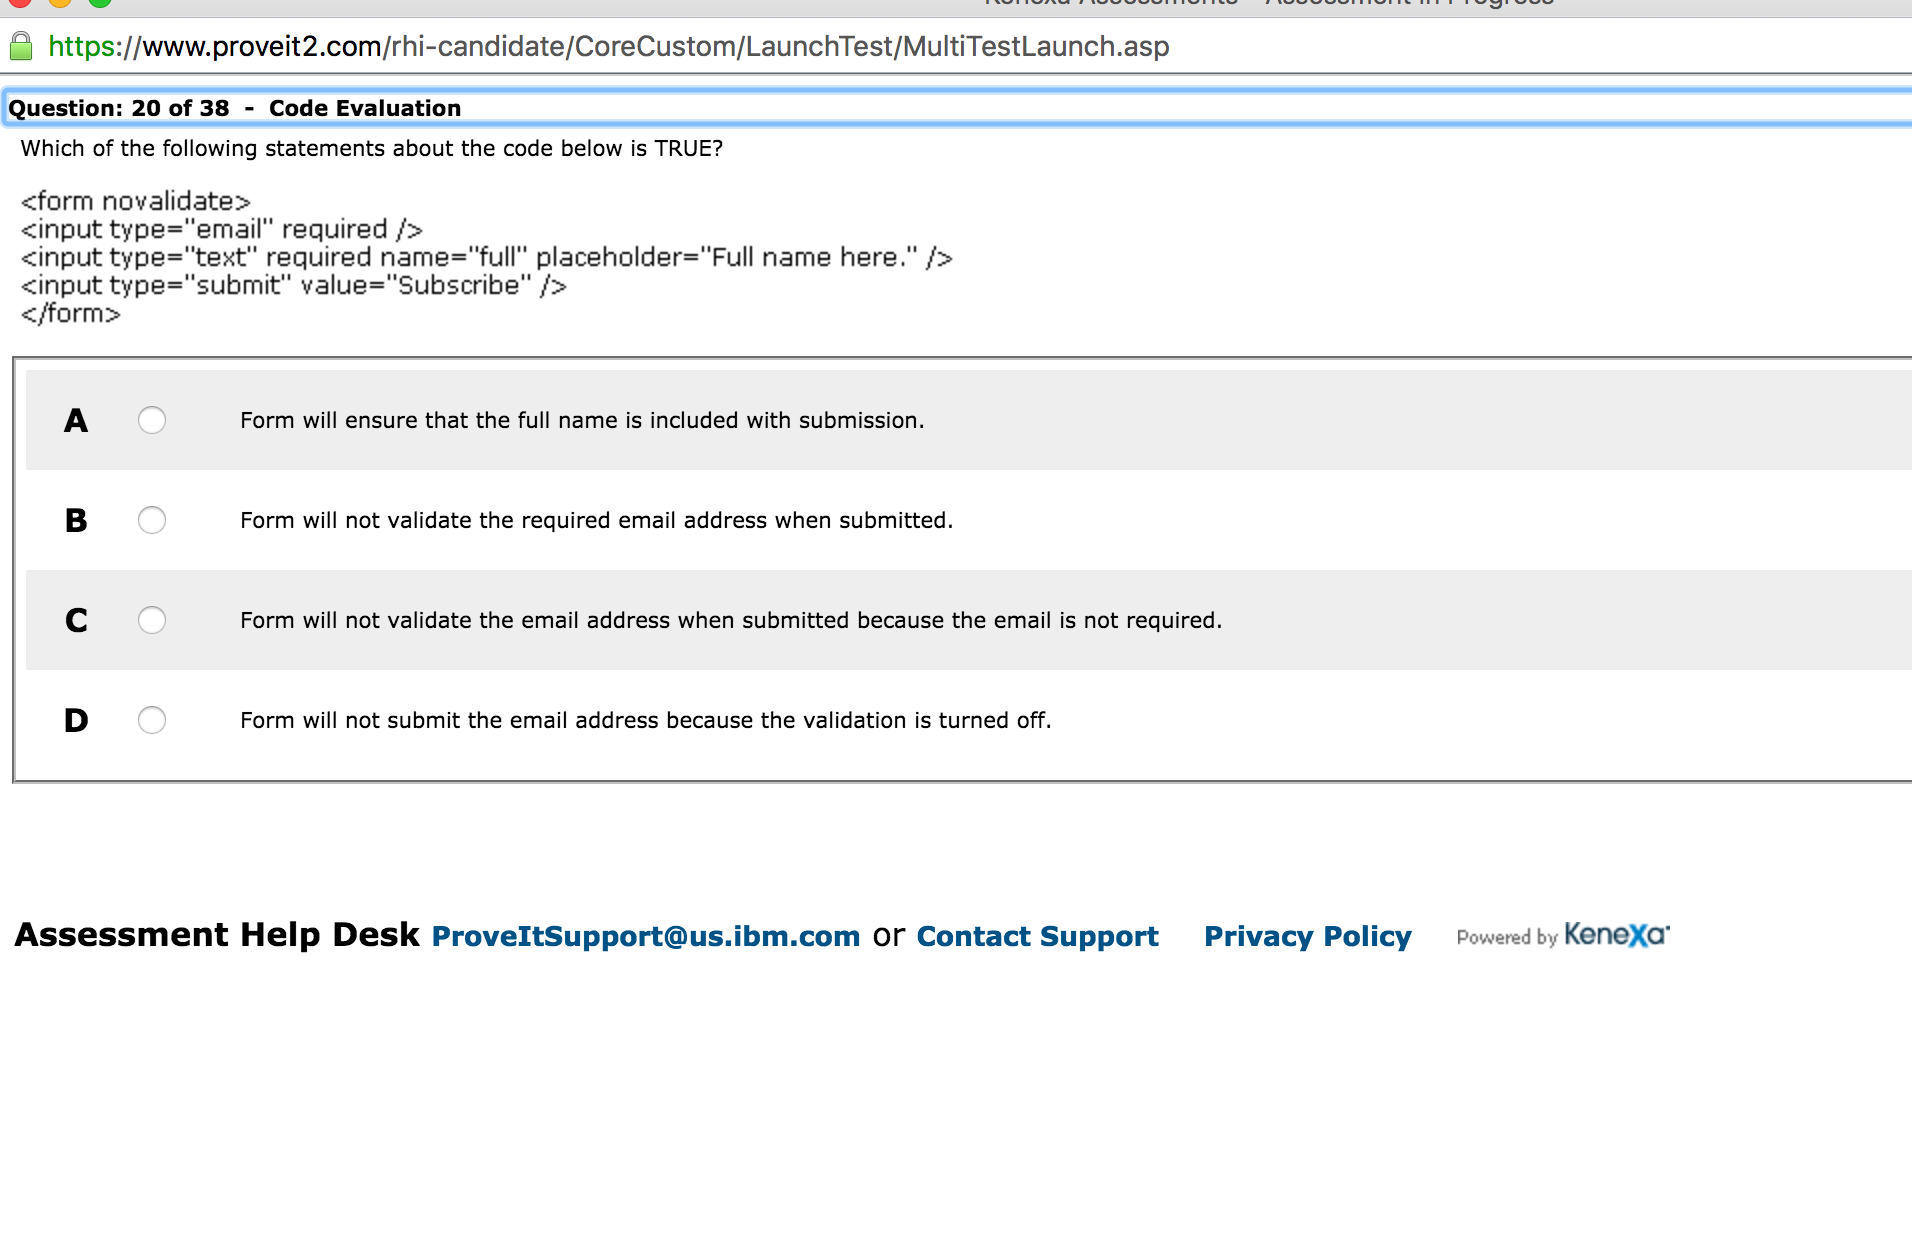 Kenexa Assessments - Assessment in Progress
https://www.proveit2.com/rhi-candidate/CoreCustom/LaunchTest/MultiTestLaunch.asp
Question: 20 of 38 - Code Evaluation
Which of the following statements about the code below is TRUE?
<form novalidate>
<input type="email" required />
<input type="text" required name="full" placeholder="Full name here." />
<input type="submit" value="Subscribe" />
</form>
A Form will ensure that the full name is included with submission.
B Form will not validate the required email address when submitted.
C Form will not validate the email address when submitted because the email is not required.
D Form will not submit the email address because the validation is turned off.
Assessment Help Desk ProveItSupport@us.ibm.com or Contact Support Privacy Policy Powered by Kenexa